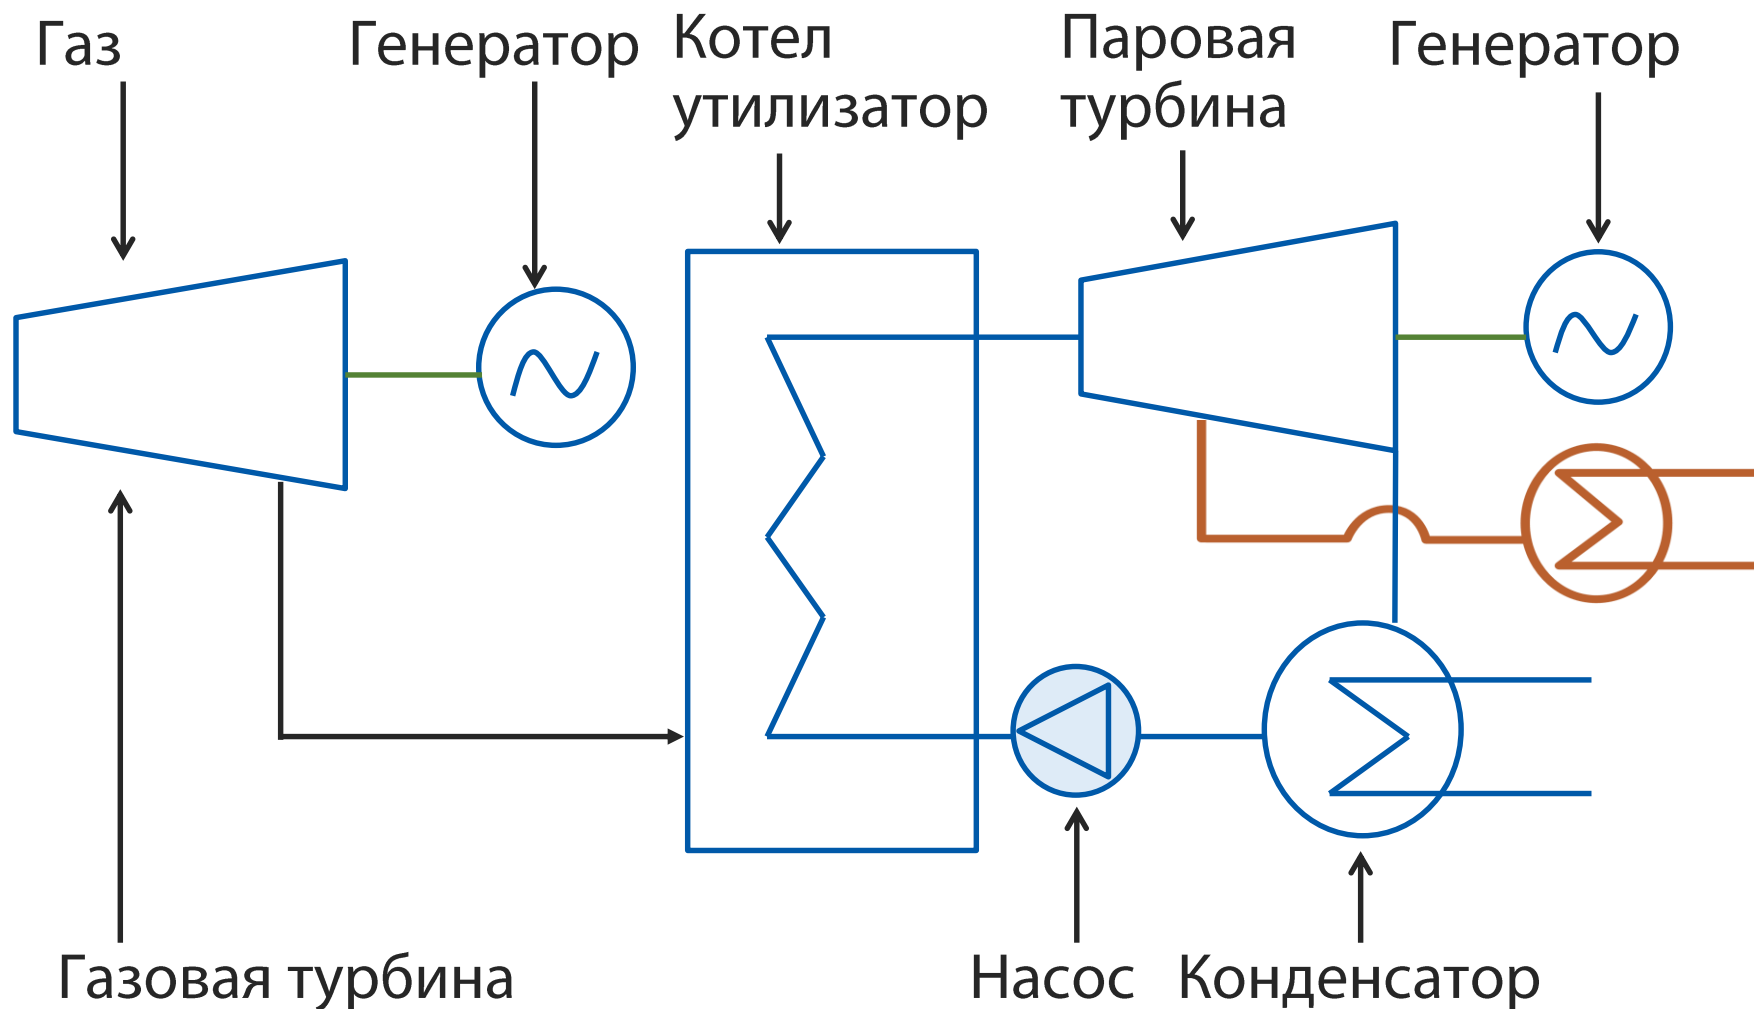 Газ
Генератор
Котел
утилизатор
Паровая
турбина
Генератор
Газовая турбина
Насос
Конденсатор